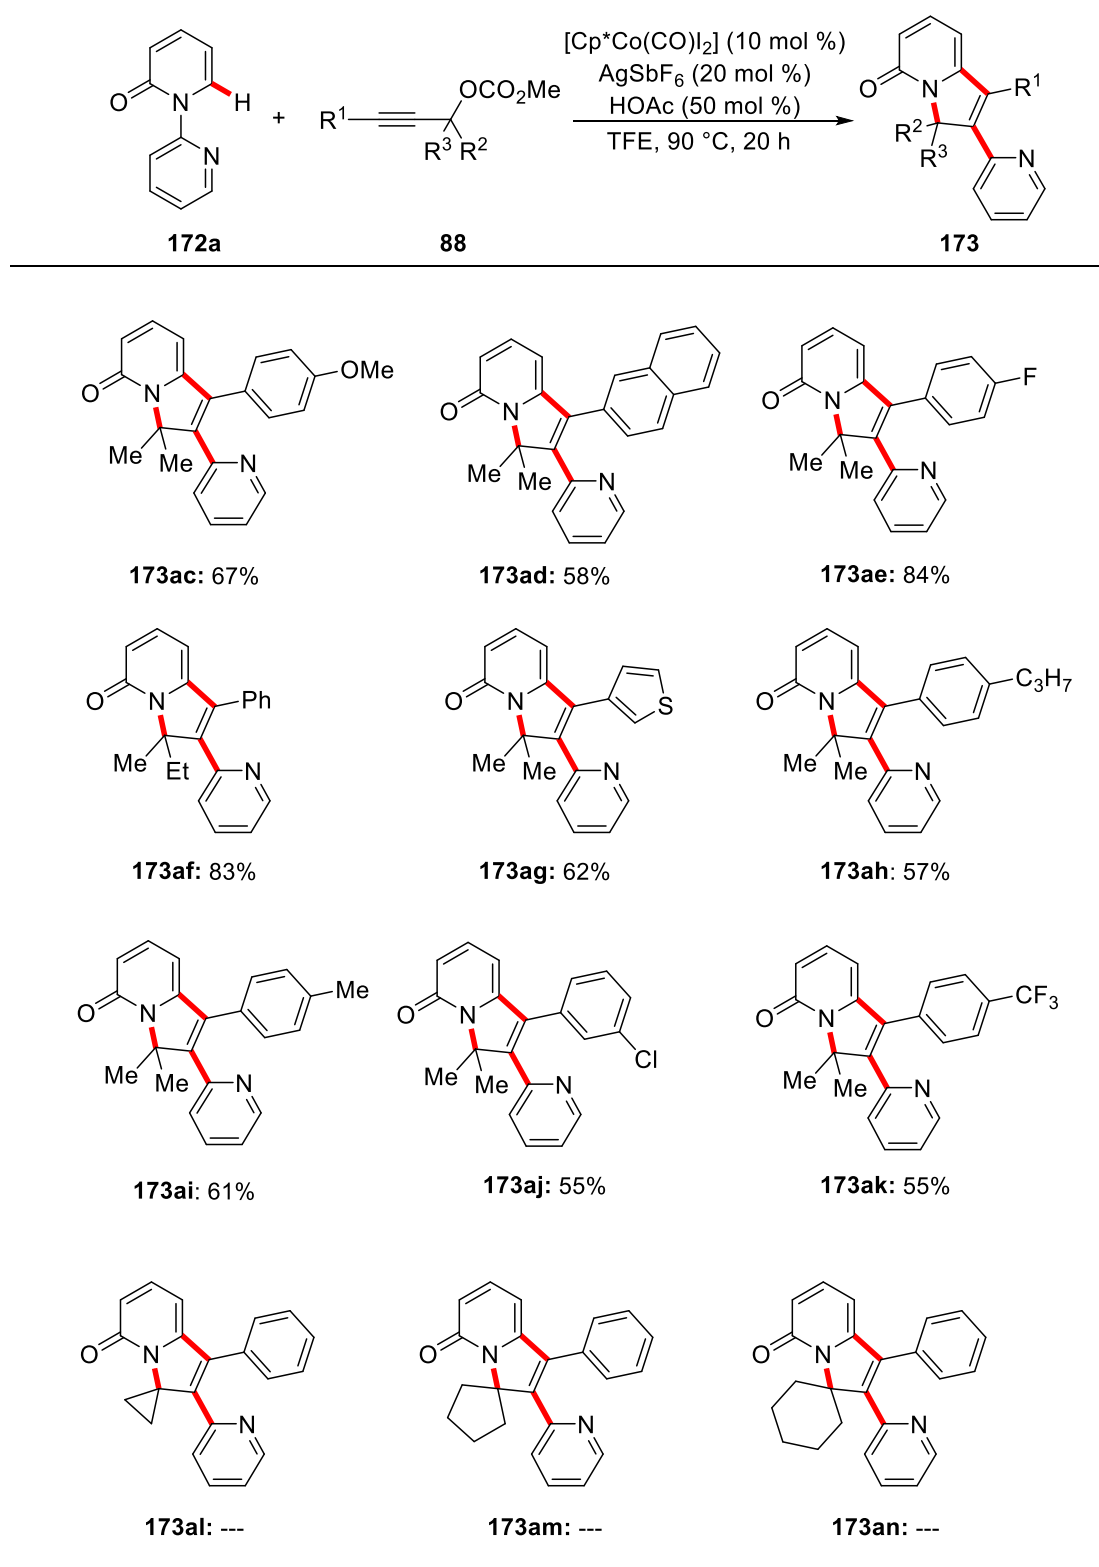 [Cp*Co(CO)I2] (10 mol %)
AgSbF6 (20 mol %)
HOAc (50 mol %)
TFE, 90 °C, 20 h
O
N
H
N
172a
+
R1
OCO2Me
R3
R2
88
O
N
R1
R2
R3
N
173
O
N
OMe
Me
Me
N
173ac: 67%
O
N
Me
Me
N
173ad: 58%
O
N
F
Me
Me
N
173ae: 84%
O
N
Ph
Me
Et
N
173af: 83%
O
N
S
Me
Me
N
173ag: 62%
O
N
C3H7
Me
Me
N
173ah: 57%
O
N
Me
Me
Me
N
173ai: 61%
O
N
Cl
Me
Me
N
173aj: 55%
O
N
CF3
Me
Me
N
173ak: 55%
O
N
N
173al: ---
O
N
N
173am: ---
O
N
N
173an: ---